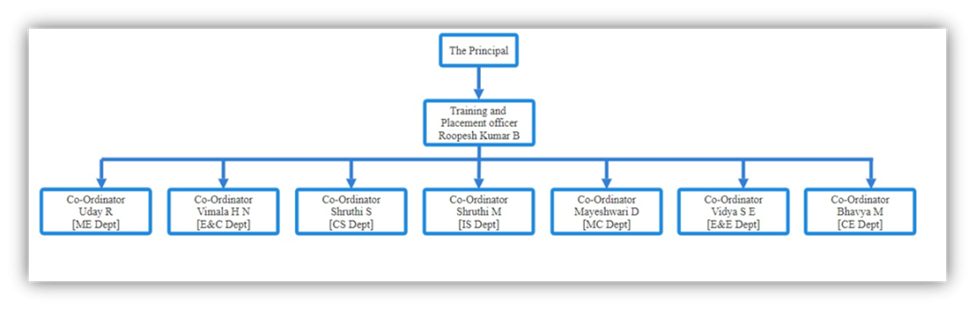 The Principal
Training and
Placement officer
Roopesh Kumar B
Co-Ordinator
Uday R
[ME Dept]
Co-Ordinator
Vimala H N
[E&C Dept]
Co-Ordinator
Shruthi S
[CS Dept]
Co-Ordinator
Shruthi M
[IS Dept]
Co-Ordinator
Mayeshwari D
[MC Dept]
Co-Ordinator
Vidya S E
[E&E Dept]
Co-Ordinator
Bhavya M
[CE Dept]